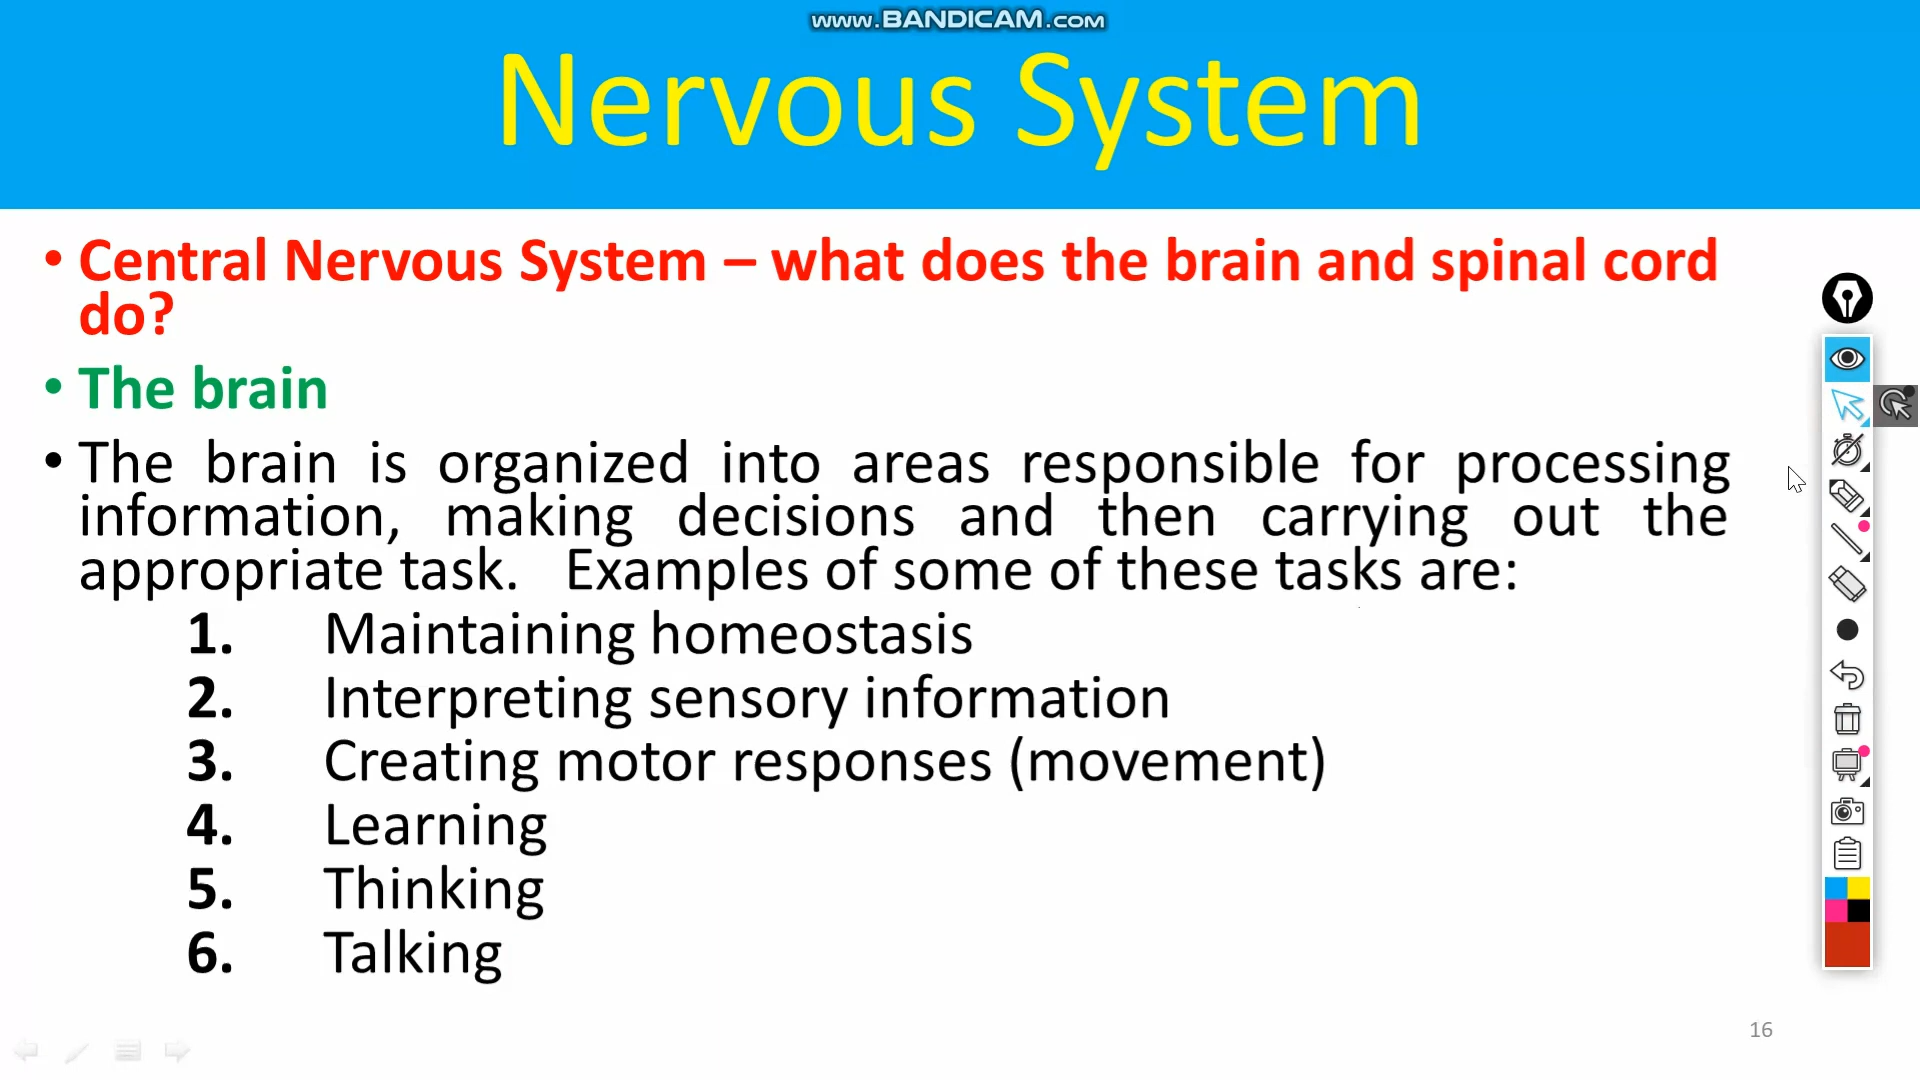 www.BANDICAM.com
Nervous System
• Central Nervous System – what does the brain and spinal cord
do?
• The brain
• The brain is organized into areas responsible for processing
information, making decisions and then carrying out the
appropriate task. Examples of some of these tasks are:
1. Maintaining homeostasis
2. Interpreting sensory information
3. Creating motor responses (movement)
4. Learning
5. Thinking
6. Talking
16